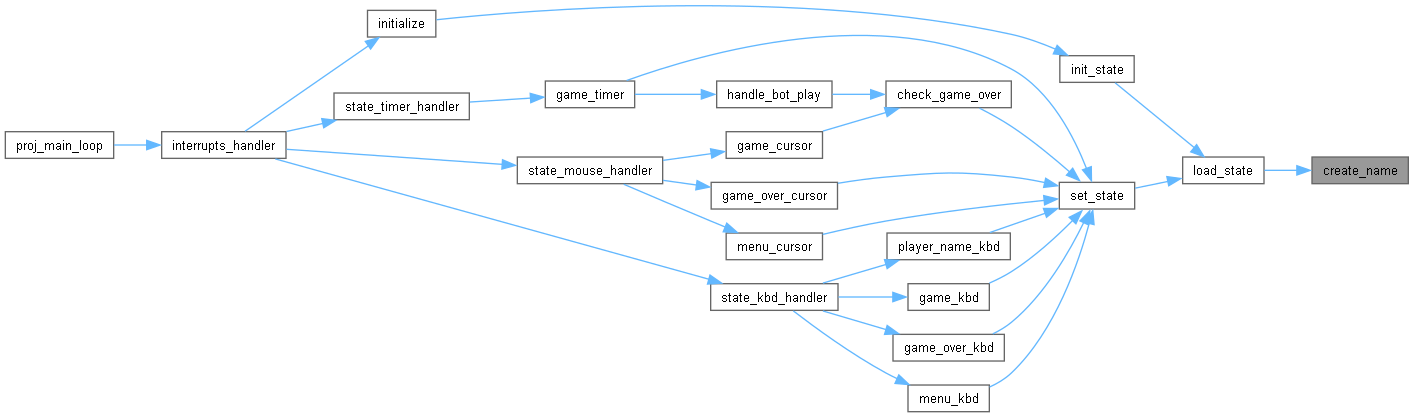 initialize
init_state
game_timer
handle_bot_play
check_game_over
state_timer_handler
proj_main_loop
interrupts_handler
game_cursor
state_mouse_handler
load_state
create_name
game_over_cursor
set_state
menu_cursor
player_name_kbd
state_kbd_handler
game_kbd
game_over_kbd
menu_kbd